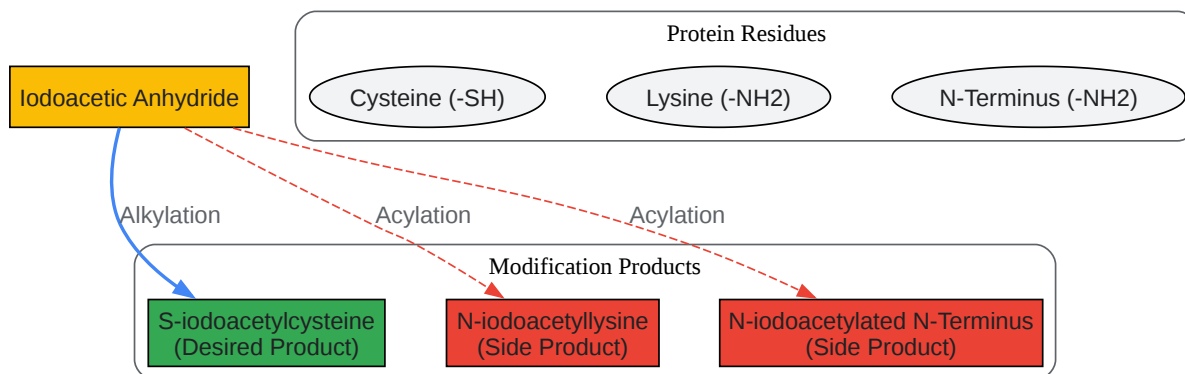 Protein Residues
Iodoacetic Anhydride
Cysteine (-SH)
Lysine (-NH2)
N-Terminus (-NH2)
Alkylation
Acylation
Acylation
Modification Products
S-iodoacetylcysteine
(Desired Product)
N-iodoacetyllysine
(Side Product)
N-iodoacetylated N-Terminus
(Side Product)